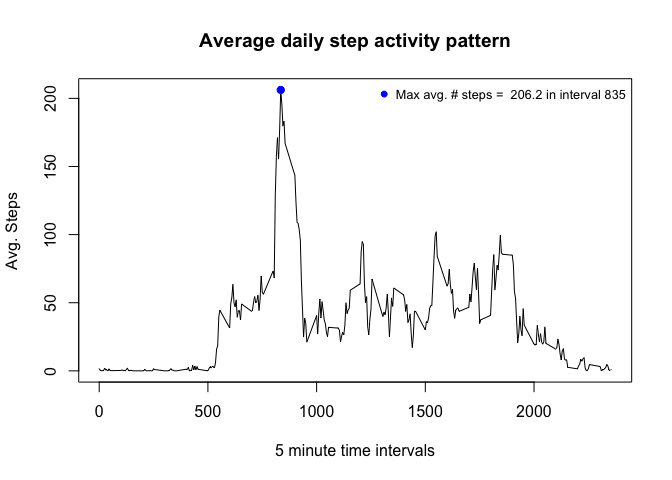 Average daily step activity pattern
Max avg. # steps =  206.2 in interval 835
Avg. Steps
200
150
100
50
0
0 500 1000 1500 2000
5 minute time intervals